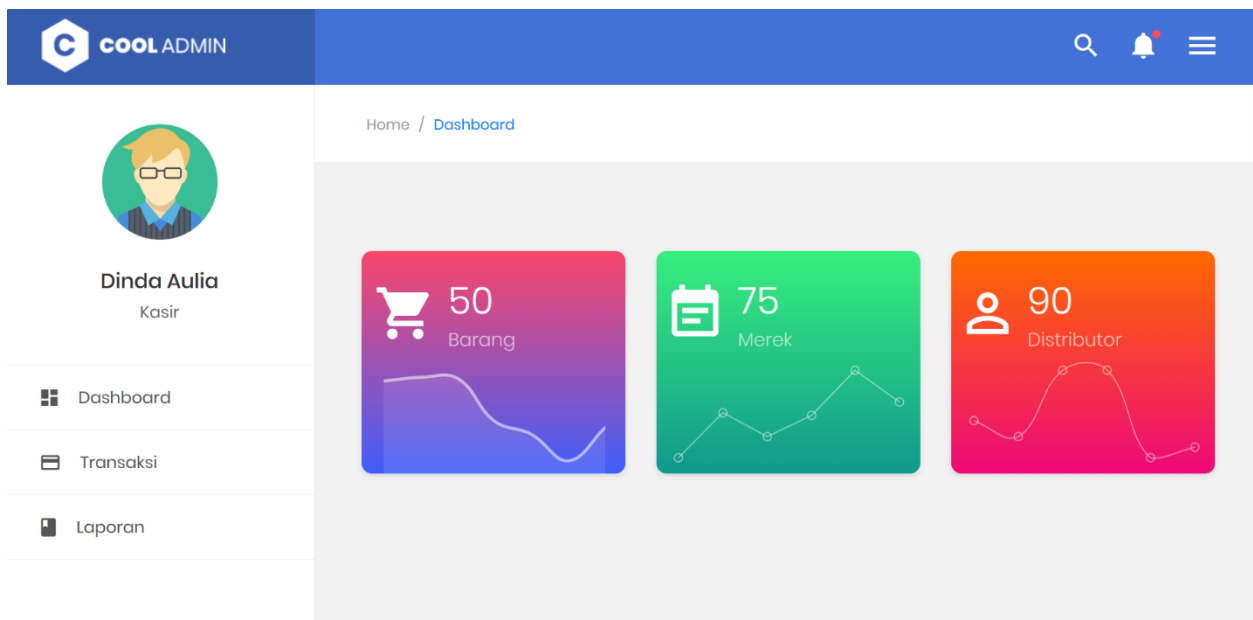 C COOL ADMIN
Home / Dashboard
Dinda Aulia
Kasir
Dashboard
Transaksi
Laporan
50
Barang
75
Merek
90
Distributor